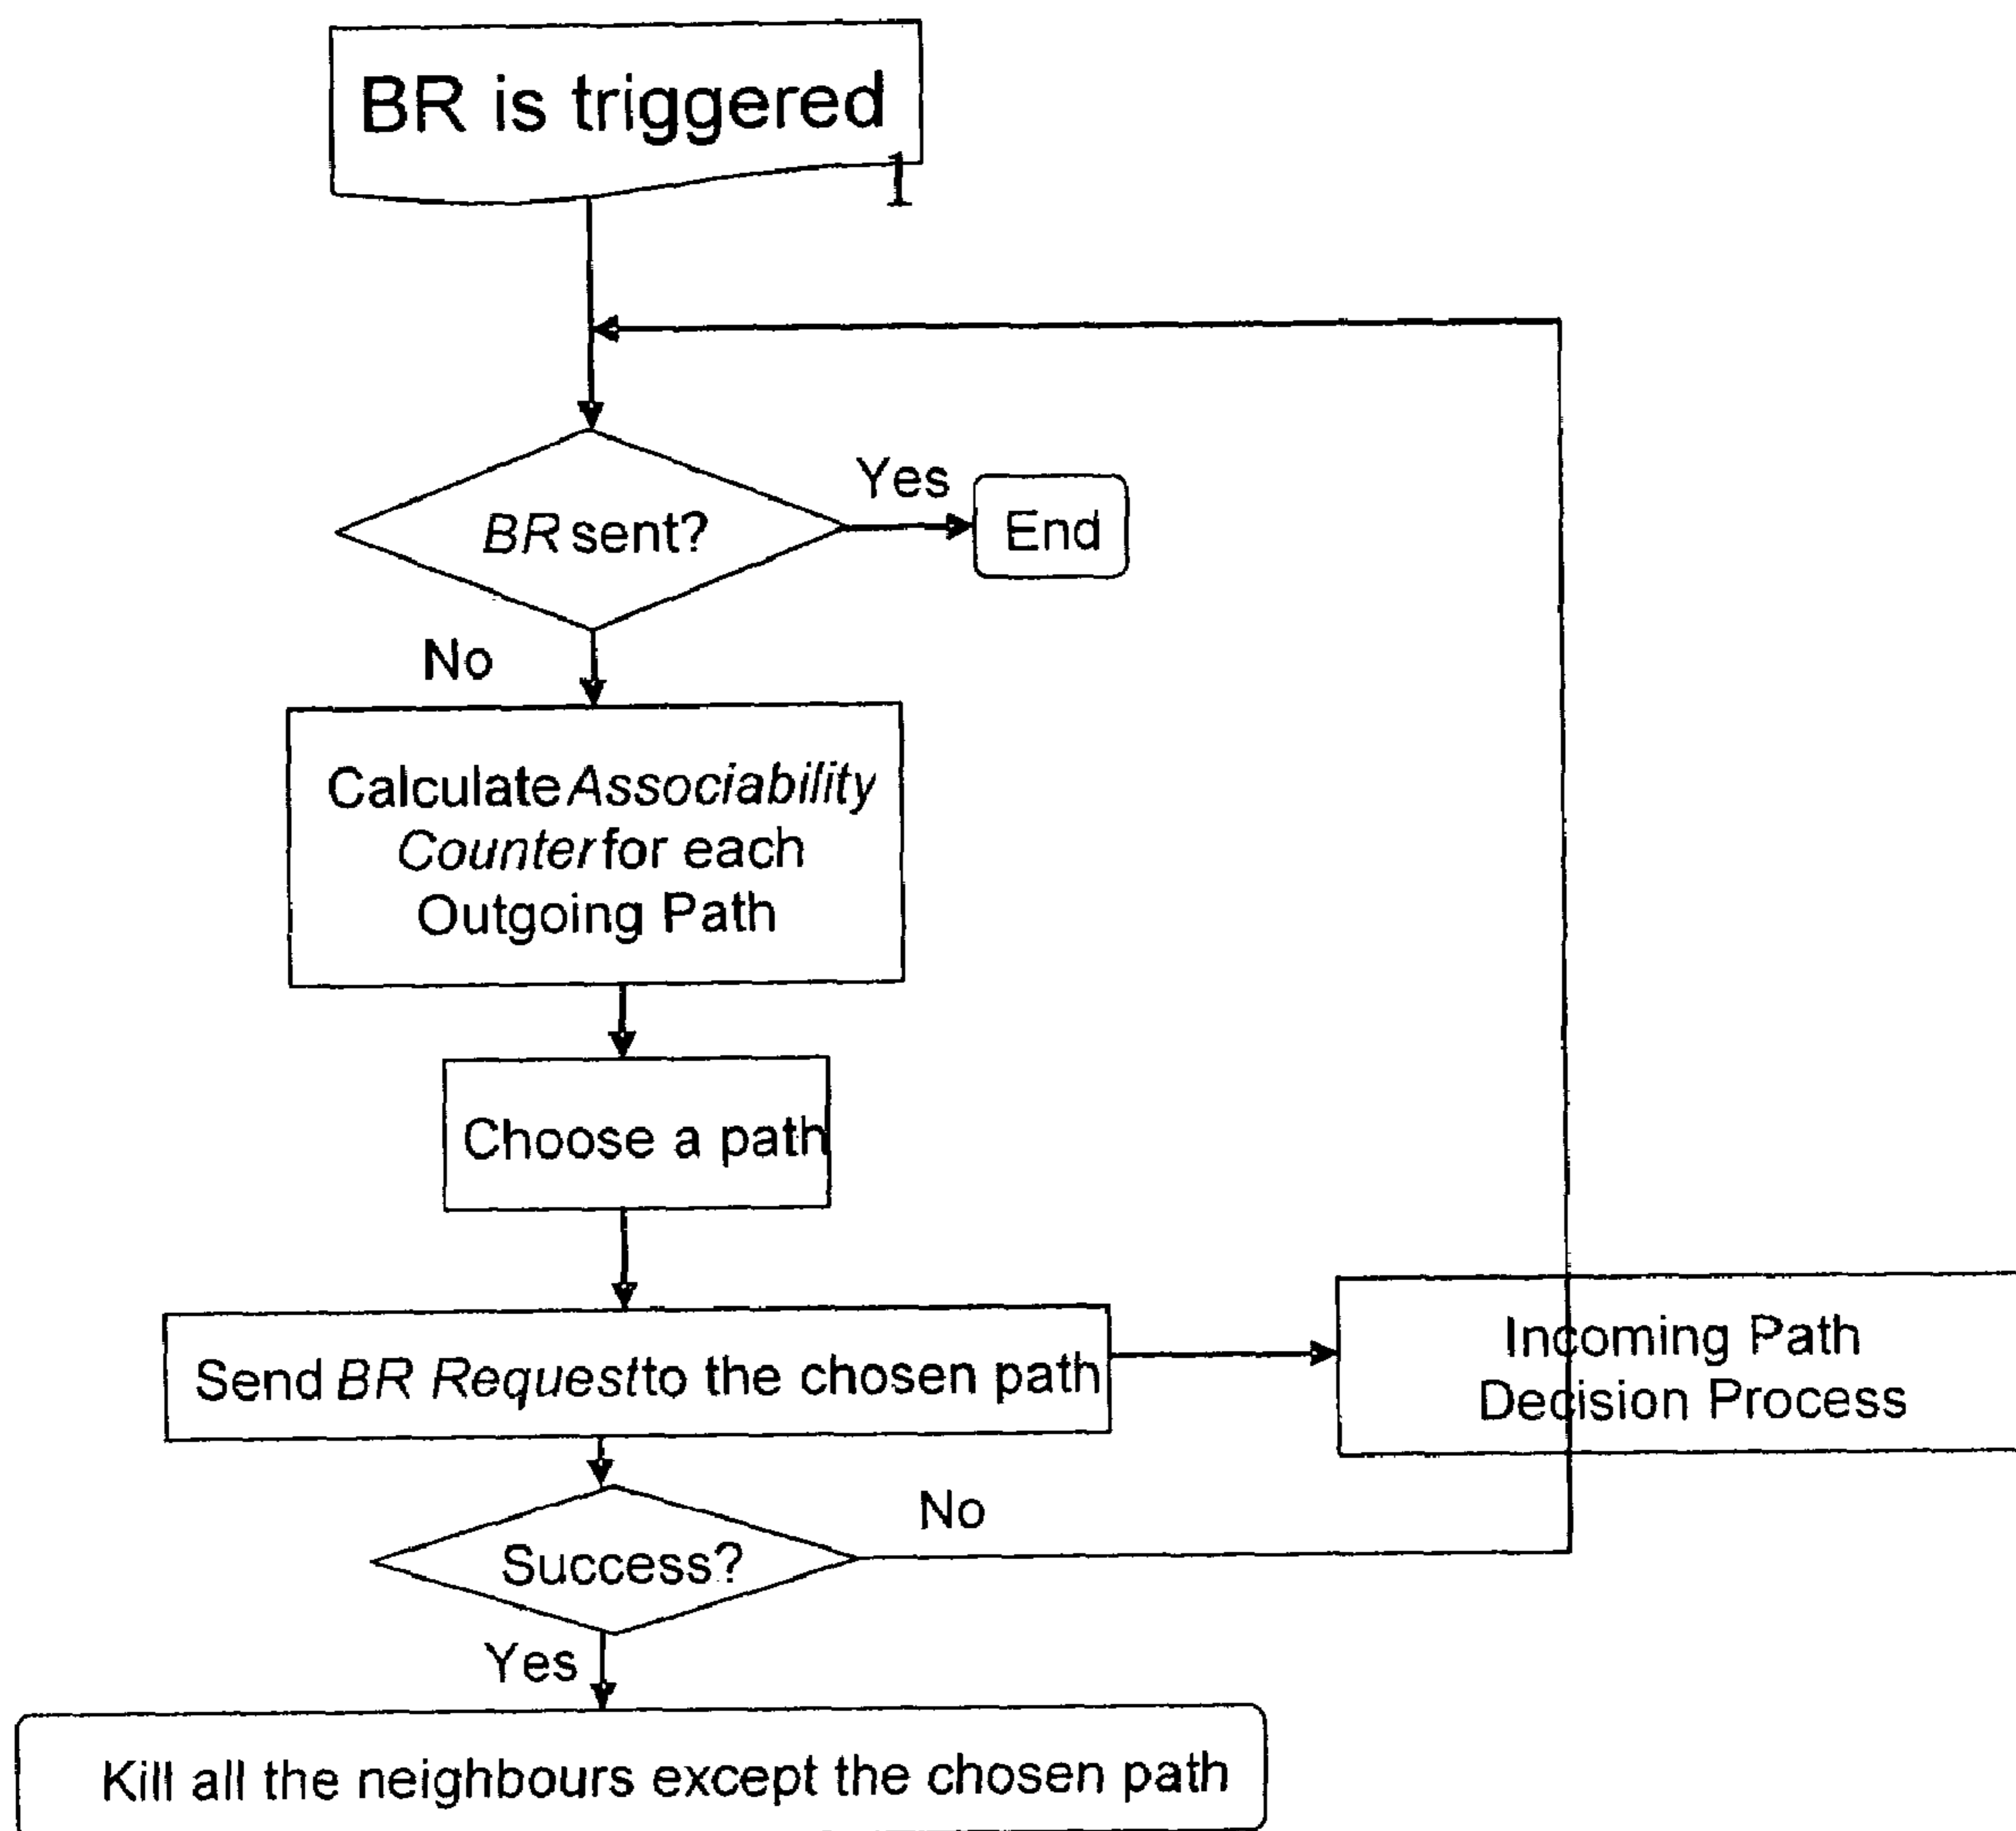 BR is triggered
1
BR sent?
Yes
End
No
Calculate Associability
Counter for each
Outgoing Path
Choose a path
Send BR Request to the chosen path
Incoming Path
Decision Process
Success?
No
Yes
Kill all the neighbours except the chosen path